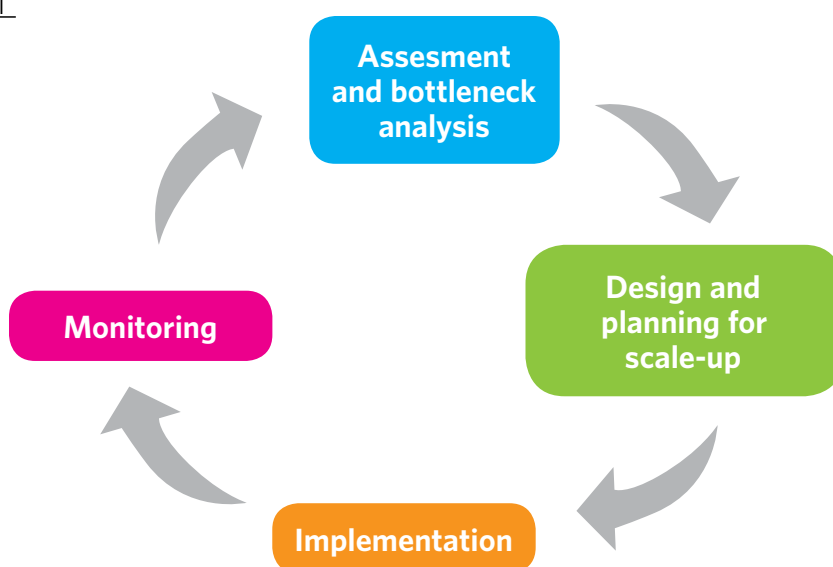 Assesment
and bottleneck
analysis
Design and
planning for
scale-up
Monitoring
Implementation